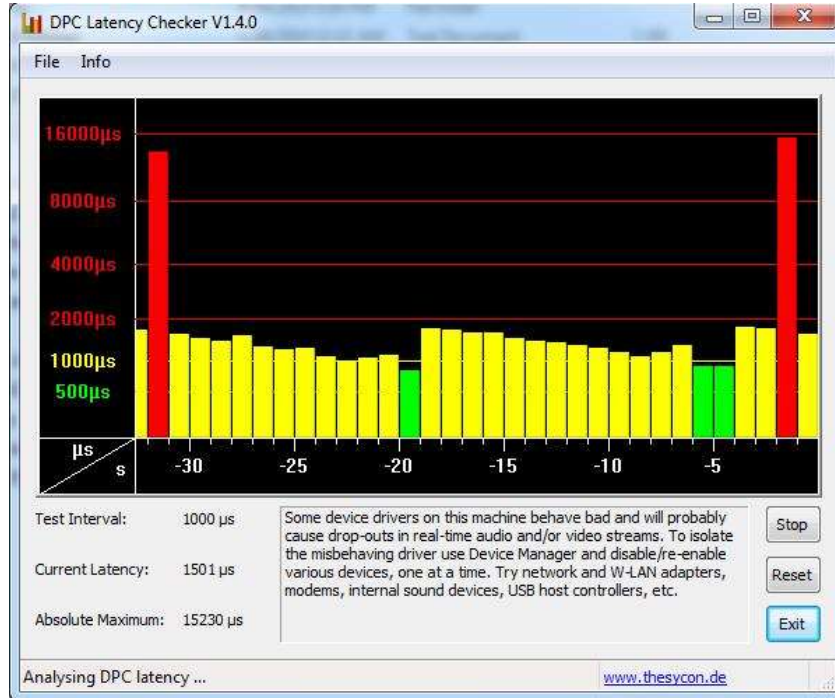 DPC Latency Checker V1.4.0
File Info
16000µs
8000µs
4000µs
2000µs
1000µs
500µs
µs
s
-30 -25 -20 -15 -10 -5
Test Interval: 1000 µs
Current Latency: 1501 µs
Absolute Maximum: 15230 µs
Some device drivers on this machine behave bad and will probably
cause drop-outs in real-time audio and/or video streams. To isolate
the misbehaving driver use Device Manager and disable/re-enable
various devices, one at a time. Try network and W-LAN adapters,
modems, internal sound devices, USB host controllers, etc.
Stop
Reset
Exit
Analysing DPC latency ...
www.thesycon.de